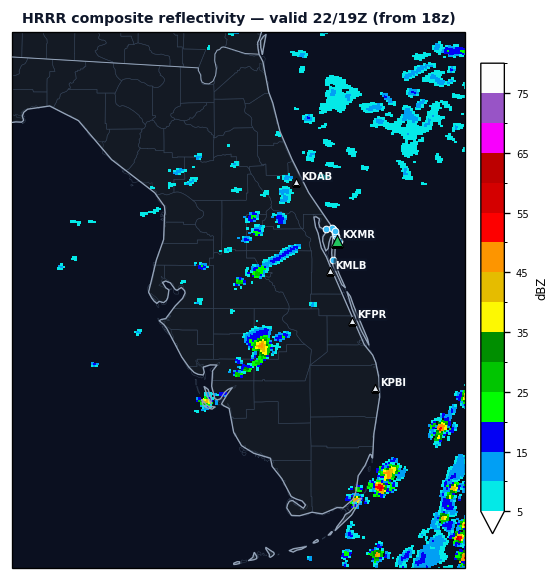 HRRR composite reflectivity — valid 22/19Z (from 18z)
KDAB
KXMR
KMLB
KFPR
KPBI
75
65
55
45
35
25
15
5
dBZ